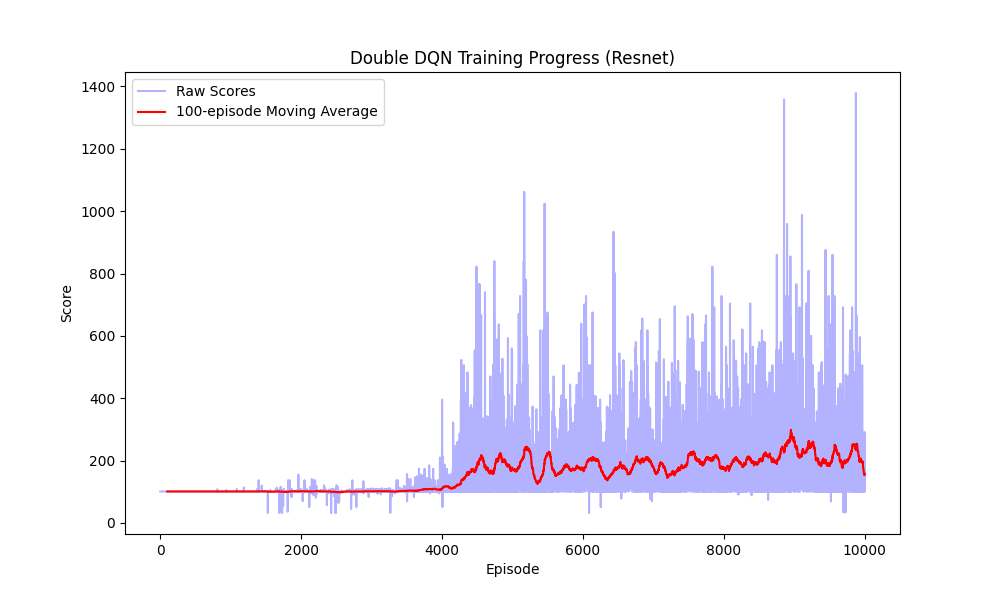 Double DQN Training Progress (Resnet)
Raw Scores
100-episode Moving Average
Score
1400
1200
1000
800
600
400
200
0
0 2000 4000 6000 8000 10000
Episode